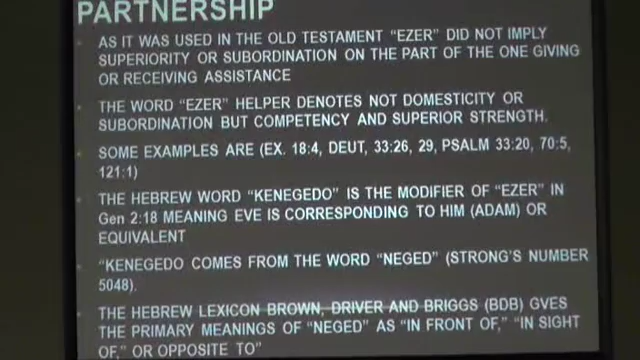 PARTNERSHIP
AS IT WAS USED IN THE OLD TESTAMENT "EZER" DID NOT IMPLY
SUPERIORITY OR SUBORDINATION ON THE PART OF THE ONE GIVING
OR RECEIVING ASSISTANCE
THE WORD "EZER" HELPER DENOTES NOT DOMESTICITY OR
SUBORDINATION BUT COMPETENCY AND SUPERIOR STRENGTH.
SOME EXAMPLES ARE (EX. 18:4, DEUT, 33:26, 29, PSALM 33:20, 70:5,
121:1)
THE HEBREW WORD "KENEGEDO" IS THE MODIFIER OF "EZER" IN
Gen 2:18 MEANING EVE IS CORRESPONDING TO HIM (ADAM) OR
EQUIVALENT
"KENEGEDO COMES FROM THE WORD "NEGED" (STRONG'S NUMBER
5048).
THE HEBREW LEXICON BROWN, DRIVER AND BRIGGS (BDB) GVES
THE PRIMARY MEANINGS OF "NEGED" AS "IN FRONT OF," "IN SIGHT
OF," OR OPPOSITE TO"